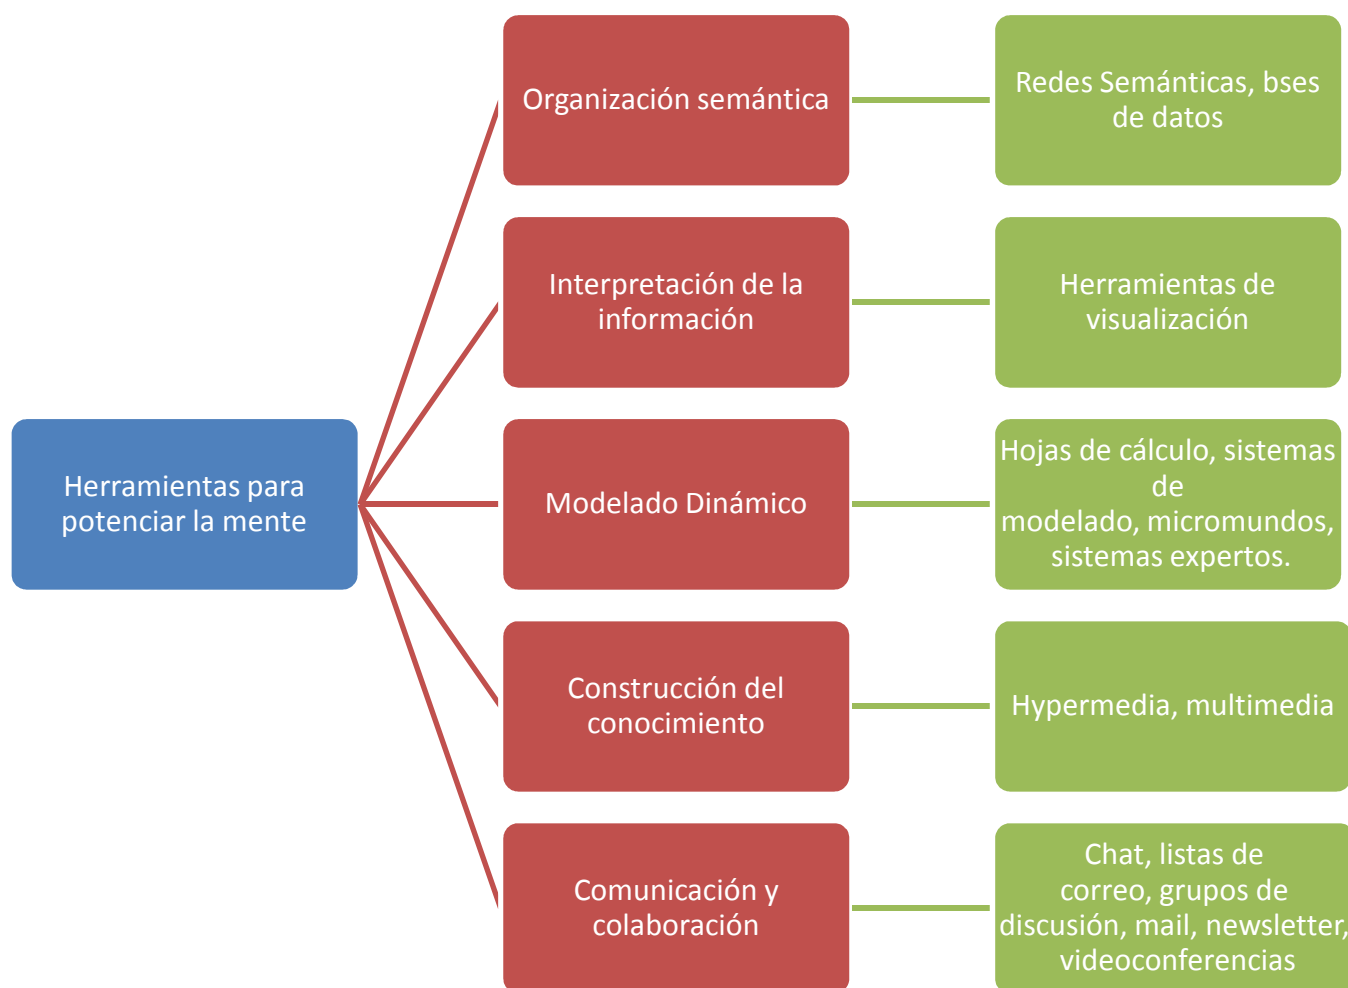 Organización semántica
Redes Semánticas, bses
de datos
Interpretación de la
información
Herramientas de
visualización
Herramientas para
potenciar la mente
Modelado Dinámico
Hojas de cálculo, sistemas
de
modelado, micromundos,
sistemas expertos.
Construcción del
conocimiento
Hypermedia, multimedia
Comunicación y
colaboración
Chat, listas de
correo, grupos de
discusión, mail, newsletter,
videoconferencias